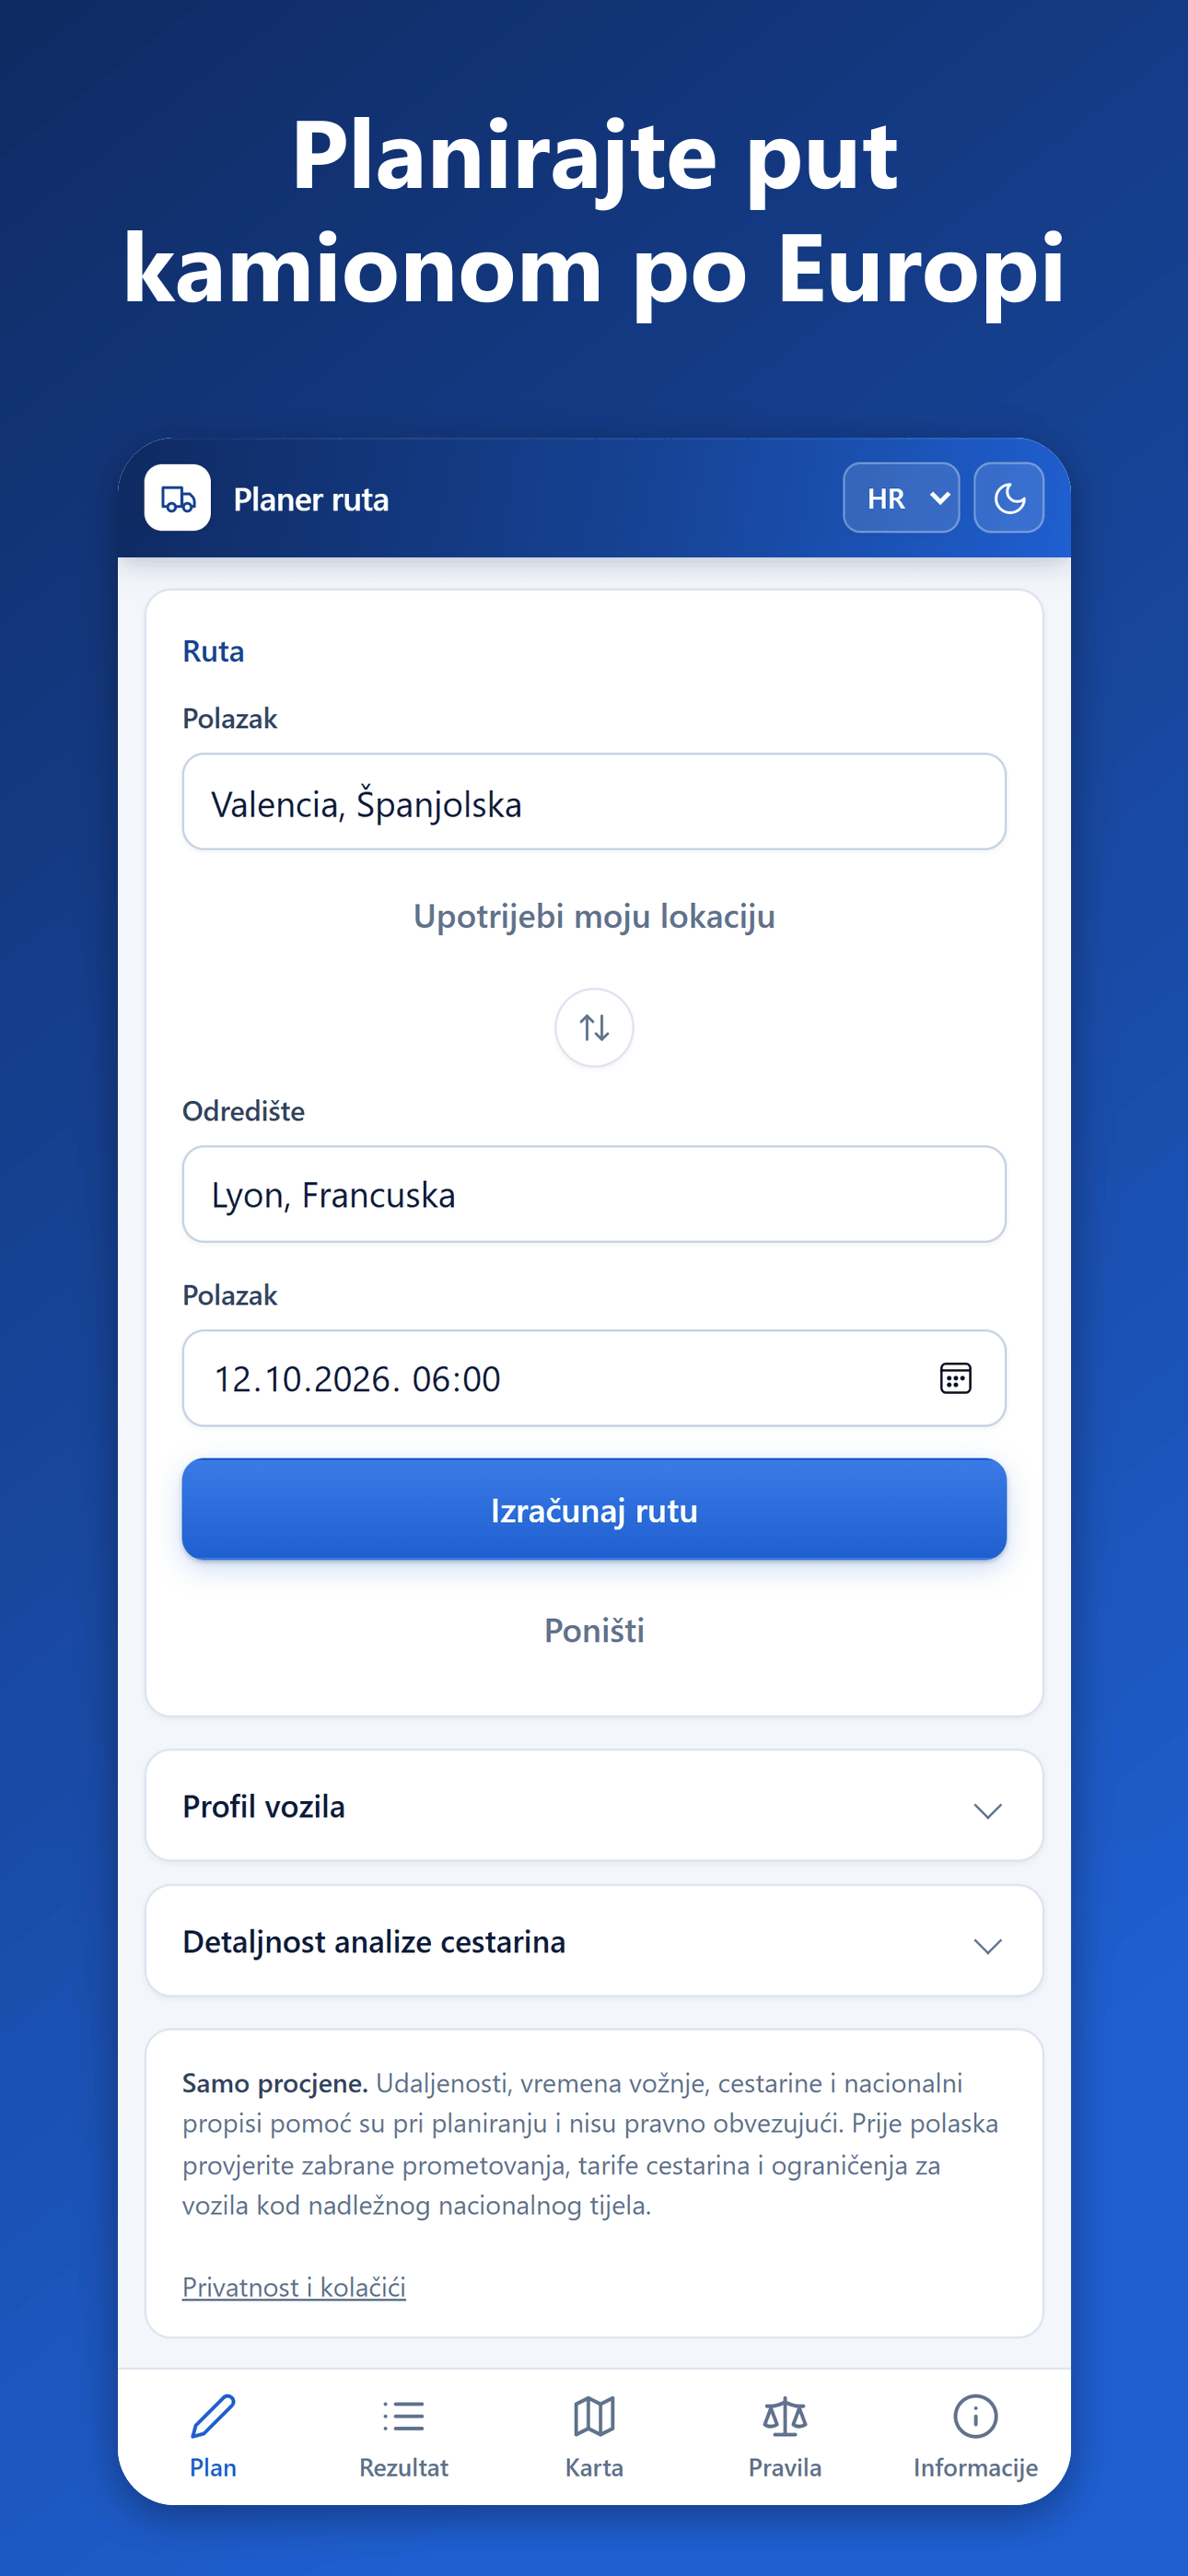 Planirajte put
kamionom po Europi
Planer ruta
HR
Ruta
Polazak
Valencia, Španjolska
Upotrijebi moju lokaciju
Odredište
Lyon, Francuska
Polazak
12.10.2026. 06:00
Izračunaj rutu
Poništi
Profil vozila
Detaljnost analize cestarina
Samo procjene. Udaljenosti, vremena vožnje, cestarine i nacionalni
propisi pomoć su pri planiranju i nisu pravno obvezujući. Prije polaska
provjerite zabrane prometovanja, tarife cestarina i ograničenja za
vozila kod nadležnog nacionalnog tijela.
Privatnost i kolačići
Plan
Rezultat
Karta
Pravila
Informacije